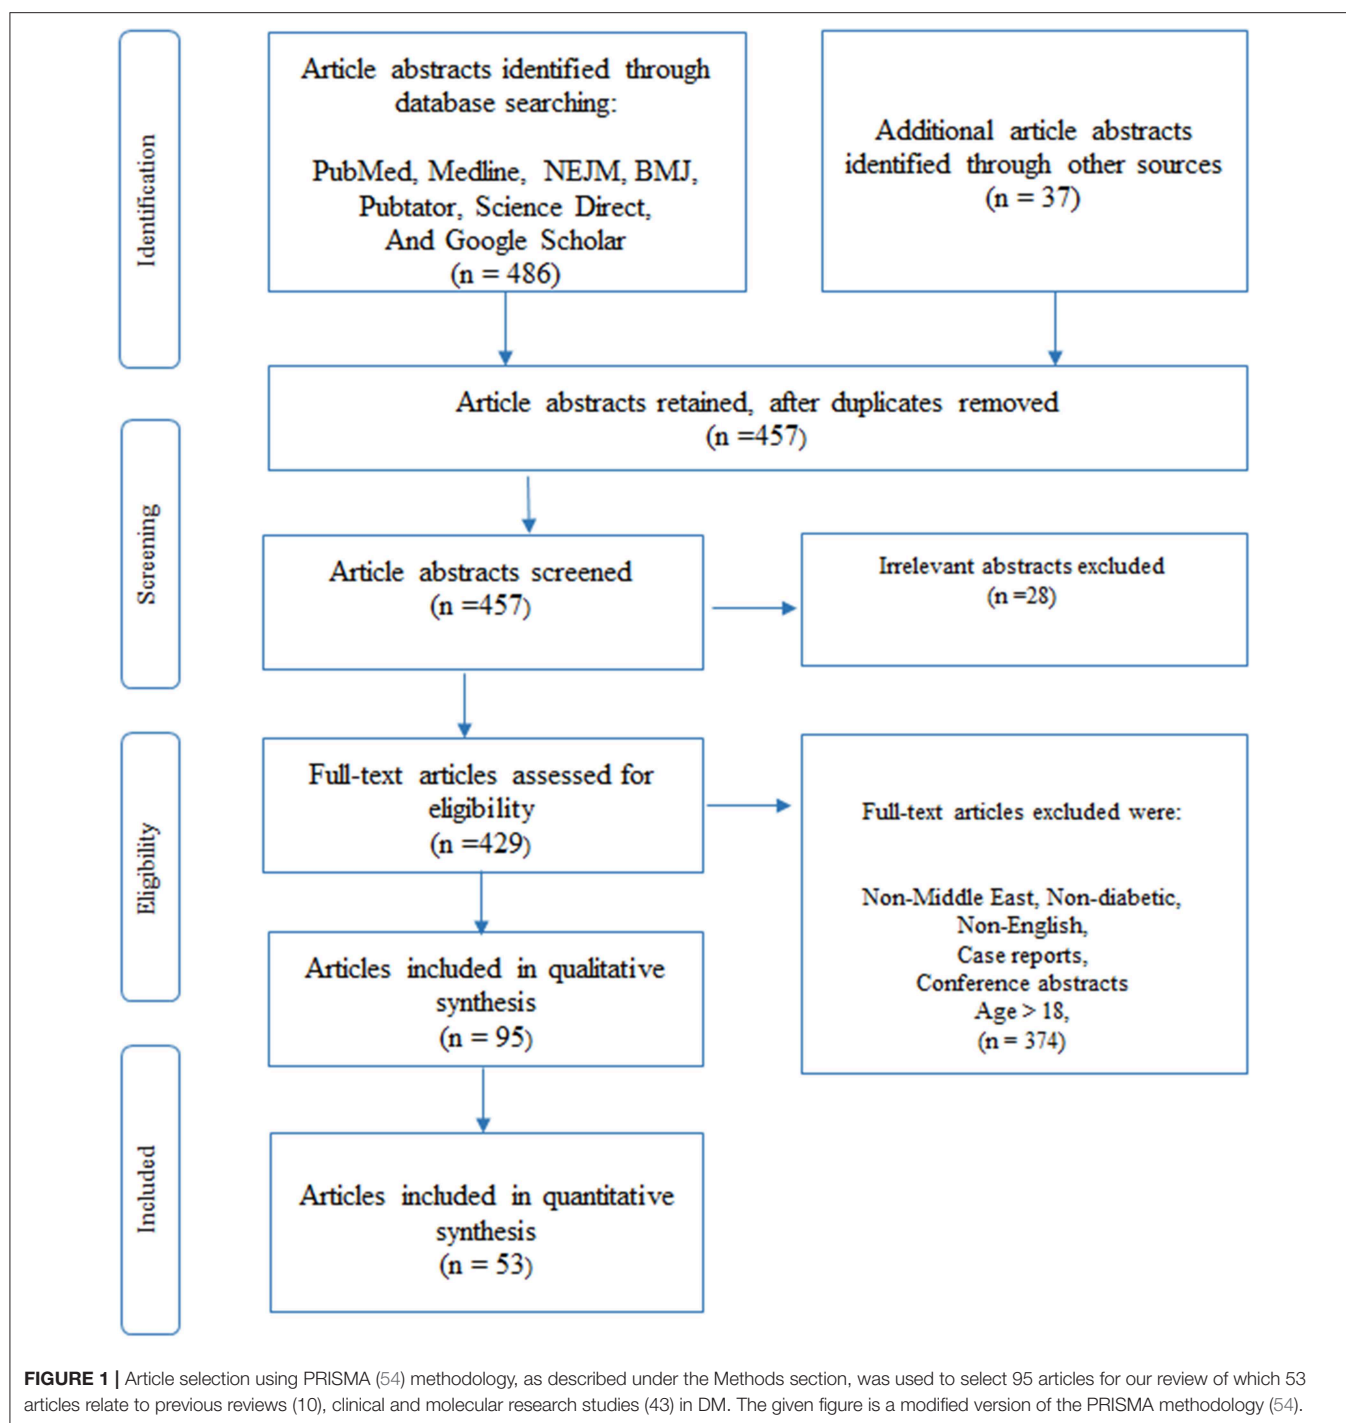 Identification
Article abstracts identified through
database searching:
PubMed, Medline, NEJM, BMJ,
Pubtator, Science Direct,
And Google Scholar
(n = 486)
Additional article abstracts
identified through other sources
(n = 37)
Article abstracts retained, after duplicates removed
(n =457)
Screening
Article abstracts screened
(n =457)
Irrelevant abstracts excluded
(n =28)
Eligibility
Full-text articles assessed for
eligibility
(n =429)
Full-text articles excluded were:
Non-Middle East, Non-diabetic,
Non-English,
Case reports,
Conference abstracts
Age > 18,
(n = 374)
Articles included in qualitative
synthesis
(n = 95)
Included
Articles included in quantitative
synthesis
(n = 53)
FIGURE 1 | Article selection using PRISMA (54) methodology, as described under the Methods section, was used to select 95 articles for our review of which 53
articles relate to previous reviews (10), clinical and molecular research studies (43) in DM. The given figure is a modified version of the PRISMA methodology (54).